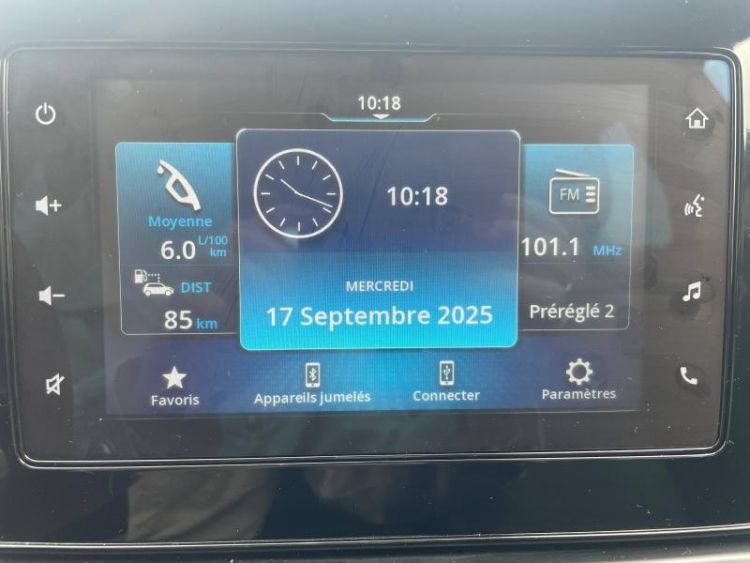 10:18
Moyenne
6.0 L/100 km
DIST
85 km
10:18
MERCREDI
17 Septembre 2025
FM
101.1 MHz
Préréglé 2
Favoris
Appareils jumelés
Connecter
Paramètres